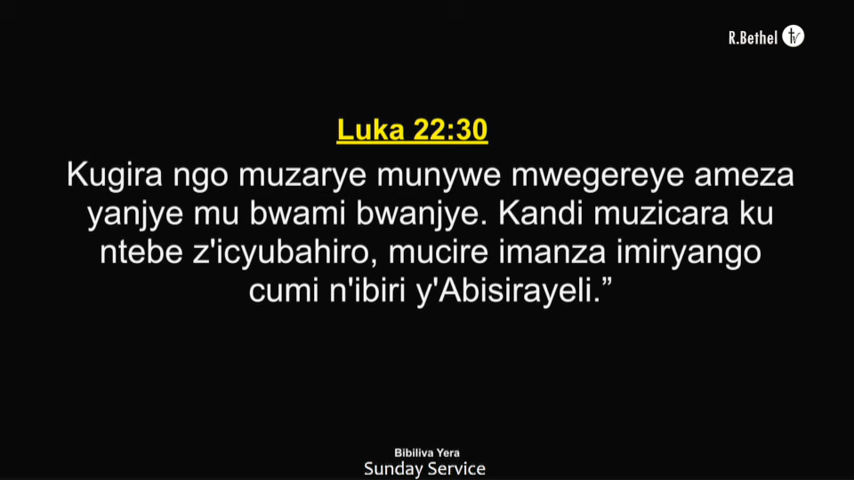 R.Bethel tv
Luka 22:30
Kugira ngo muzarye munywe mwegereye ameza
yanjye mu bwami bwanjye. Kandi muzicara ku
ntebe z'icyubahiro, mucire imanza imiryango
cumi n'ibiri y'Abisirayeli.”
Bibiliva Yera
Sunday Service